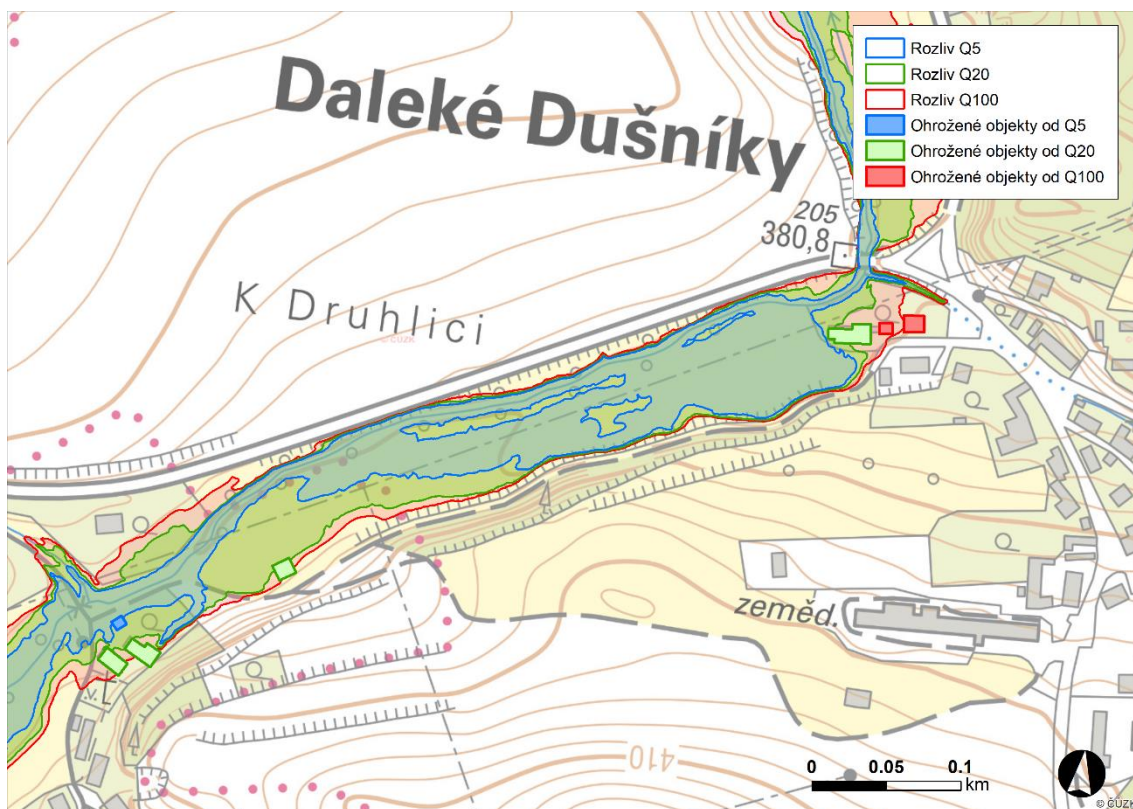 Daleké Dušníky
Rozliv Q5
Rozliv Q20
Rozliv Q100
Ohrožené objekty od Q5
Ohrožené objekty od Q20
Ohrožené objekty od Q100
205
380,8
K Druhlici
© ČÚZK
zeměd.
410
0 0.05 0.1
km
© ČÚZK